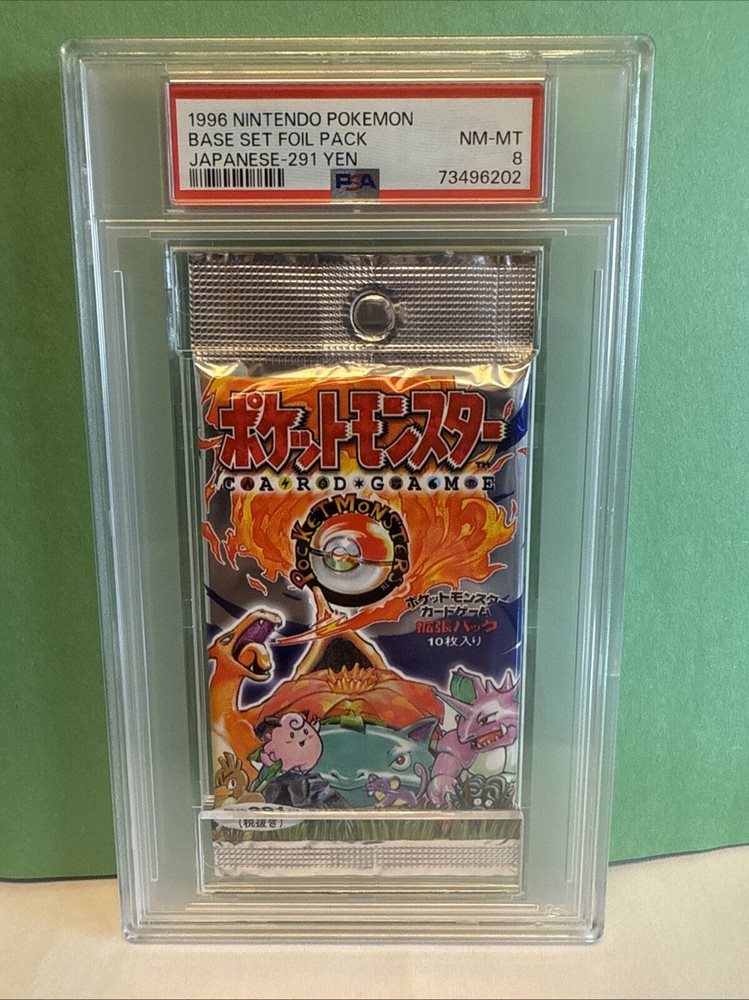 1996 NINTENDO POKEMON
BASE SET FOIL PACK NM-MT
JAPANESE-291 YEN 8
PSA 73496202
ポケットモンスター™
CARD GAME
POCKET MONSTERS
ポケットモンスター
カードゲーム
拡張パック
10枚入り
(税抜き)